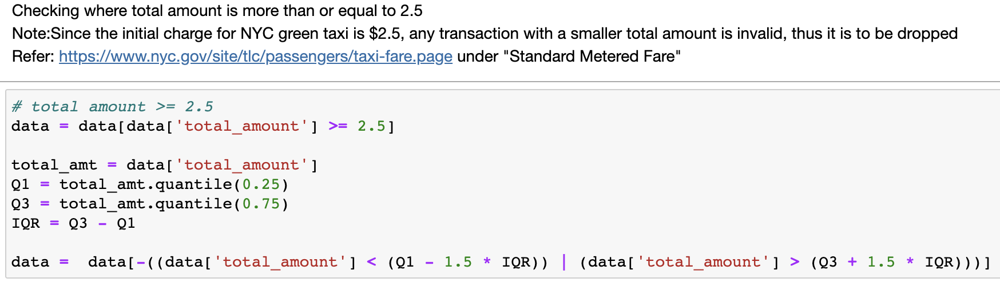 Checking where total amount is more than or equal to 2.5
Note:Since the initial charge for NYC green taxi is $2.5, any transaction with a smaller total amount is invalid, thus it is to be dropped
Refer: https://www.nyc.gov/site/tlc/passengers/taxi-fare.page under "Standard Metered Fare"
# total amount >= 2.5
data = data[data['total_amount'] >= 2.5]
total_amt = data['total_amount']
Q1 = total_amt.quantile(0.25)
Q3 = total_amt.quantile(0.75)
IQR = Q3 - Q1
data =  data[-((data['total_amount'] < (Q1 - 1.5 * IQR)) | (data['total_amount'] > (Q3 + 1.5 * IQR)))]